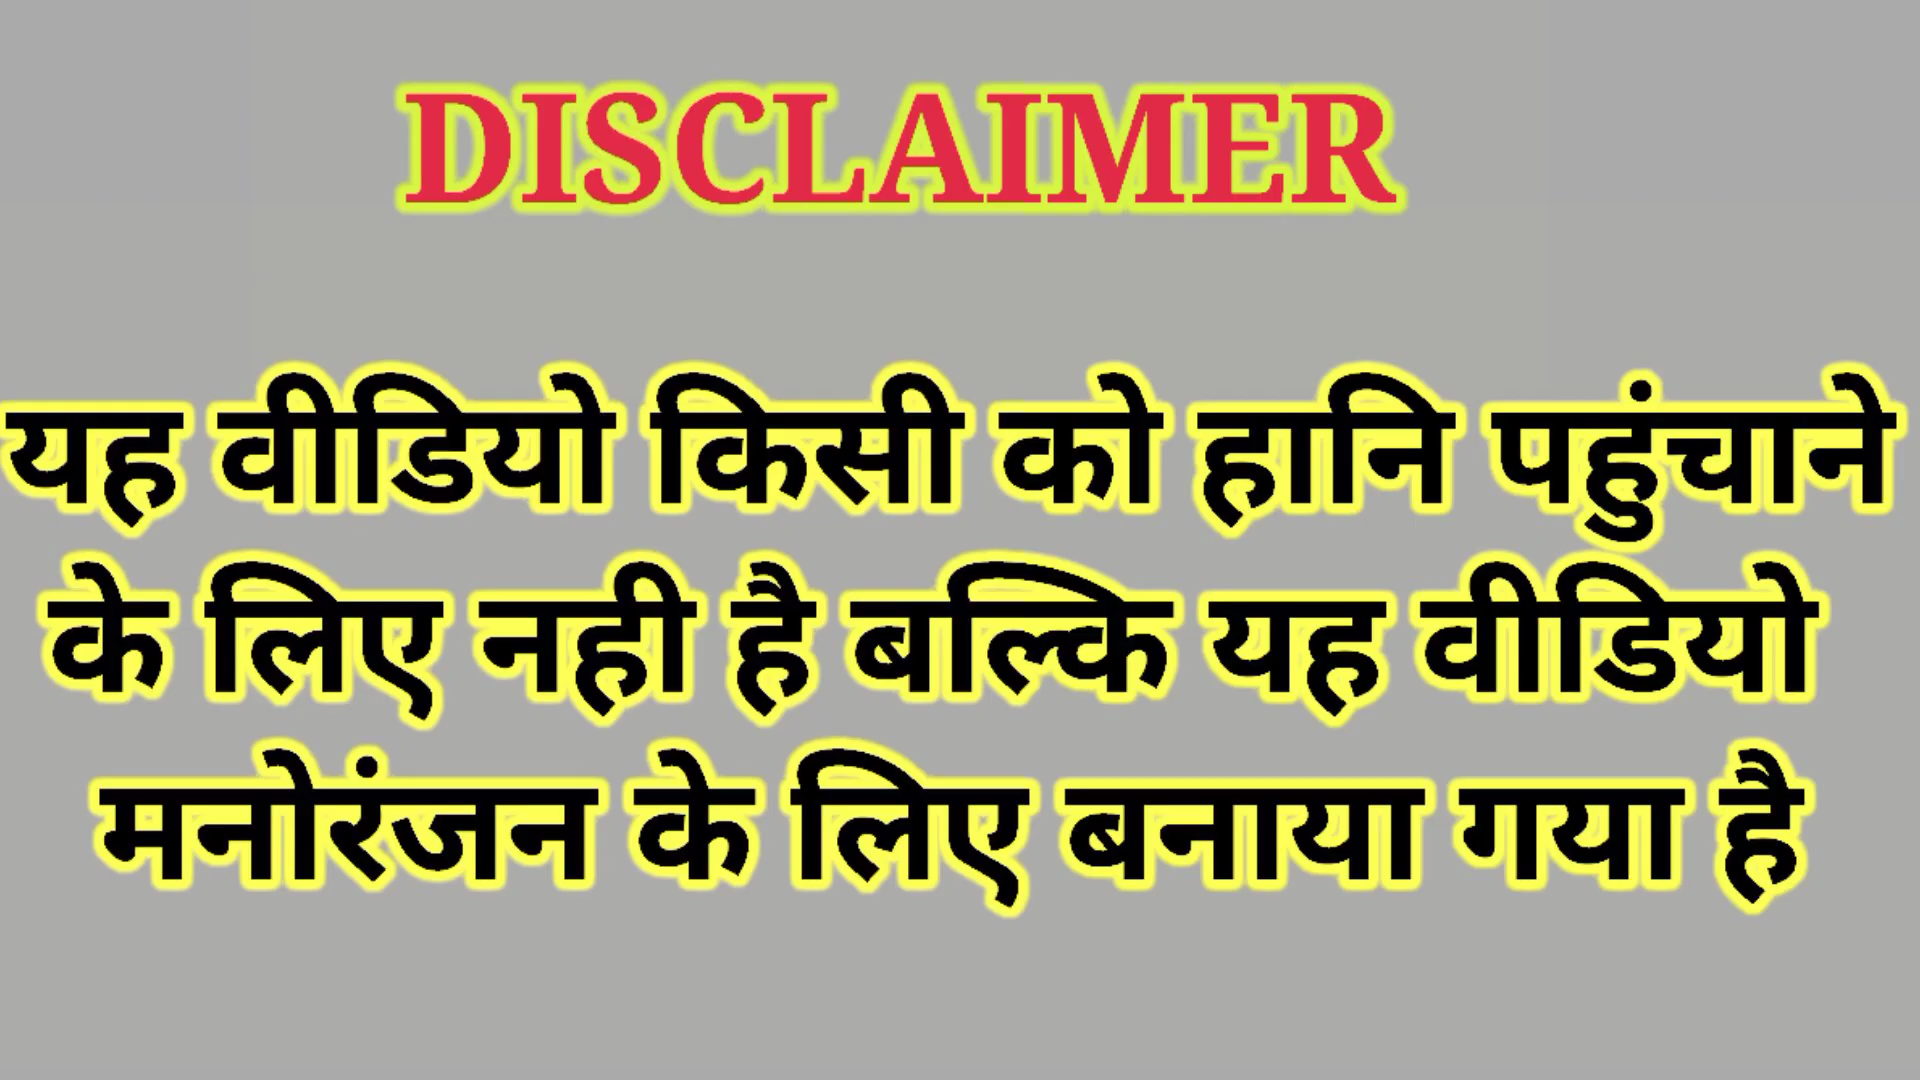 DISCLAIMER
यह वीडियो किसी को हानि पहुंचाने
के लिए नही है बल्कि यह वीडियो
मनोरंजन के लिए बनाया गया है